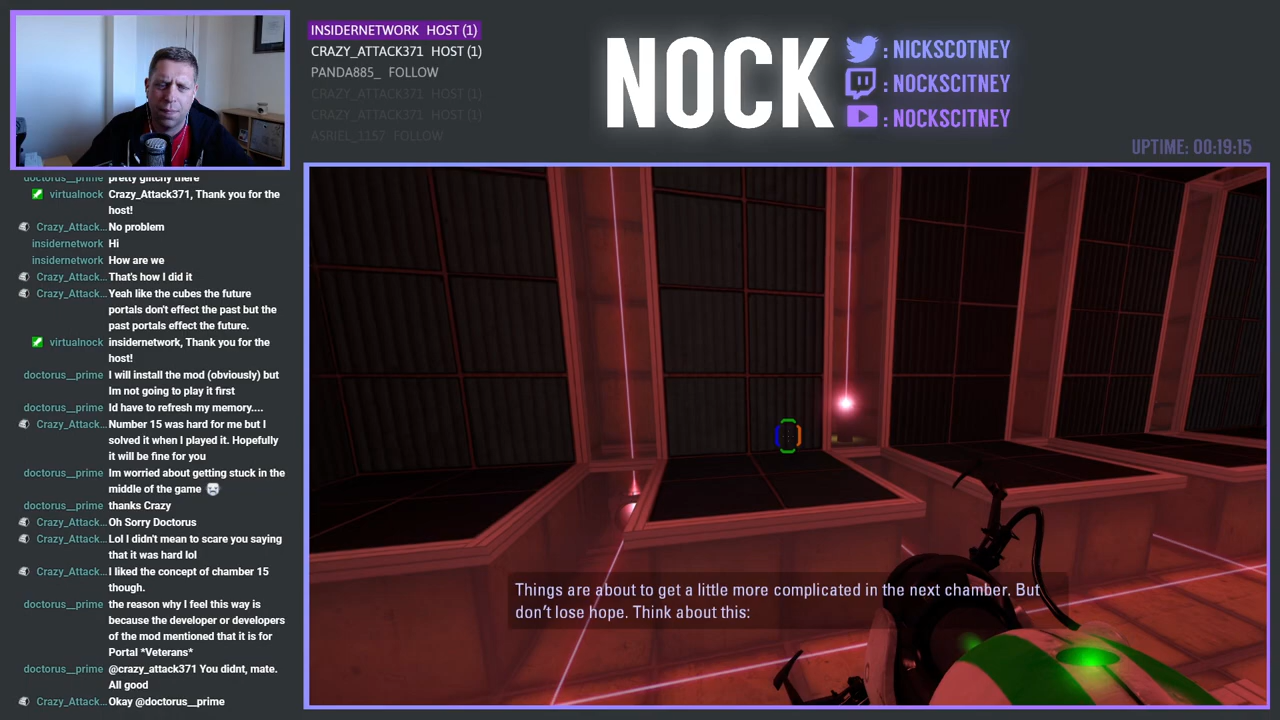 INSIDERNETWORK HOST (1)
CRAZY_ATTACK371 HOST (1)
PANDA885_ FOLLOW
CRAZY_ATTACK371 HOST (1)
CRAZY_ATTACK371 HOST (1)
ASRIEL_1157 FOLLOW
NOCK
: NICKSCOTNEY
: NOCKSCITNEY
: NOCKSCITNEY
UPTIME: 00:19:15
doctorus__prime pretty glitchy there
virtualnock Crazy_Attack371, Thank you for the
host!
Crazy_Attack... No problem
insidernetwork Hi
insidernetwork How are we
Crazy_Attack... That's how I did it
Crazy_Attack... Yeah like the cubes the future
portals don't effect the past but the
past portals effect the future.
virtualnock insidernetwork, Thank you for the
host!
doctorus__prime I will install the mod (obviously) but
Im not going to play it first
doctorus__prime Id have to refresh my memory....
Crazy_Attack... Number 15 was hard for me but I
solved it when I played it. Hopefully
it will be fine for you
doctorus__prime Im worried about getting stuck in the
middle of the game
doctorus__prime thanks Crazy
Crazy_Attack... Oh Sorry Doctorus
Crazy_Attack... Lol I didn't mean to scare you saying
that it was hard lol
Crazy_Attack... I liked the concept of chamber 15
though.
doctorus__prime the reason why I feel this way is
because the developer or developers
of the mod mentioned that it is for
Portal *Veterans*
doctorus__prime @crazy_attack371 You didnt, mate.
All good
Crazy_Attack... Okay @doctorus__prime
Things are about to get a little more complicated in the next chamber. But
don't lose hope. Think about this: